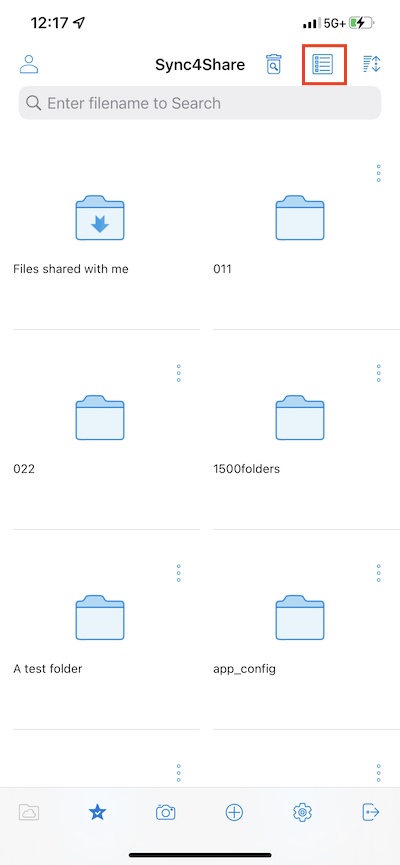 12:17 5G+
Sync4Share
Enter filename to Search
Files shared with me 011
022 1500folders
A test folder app_config